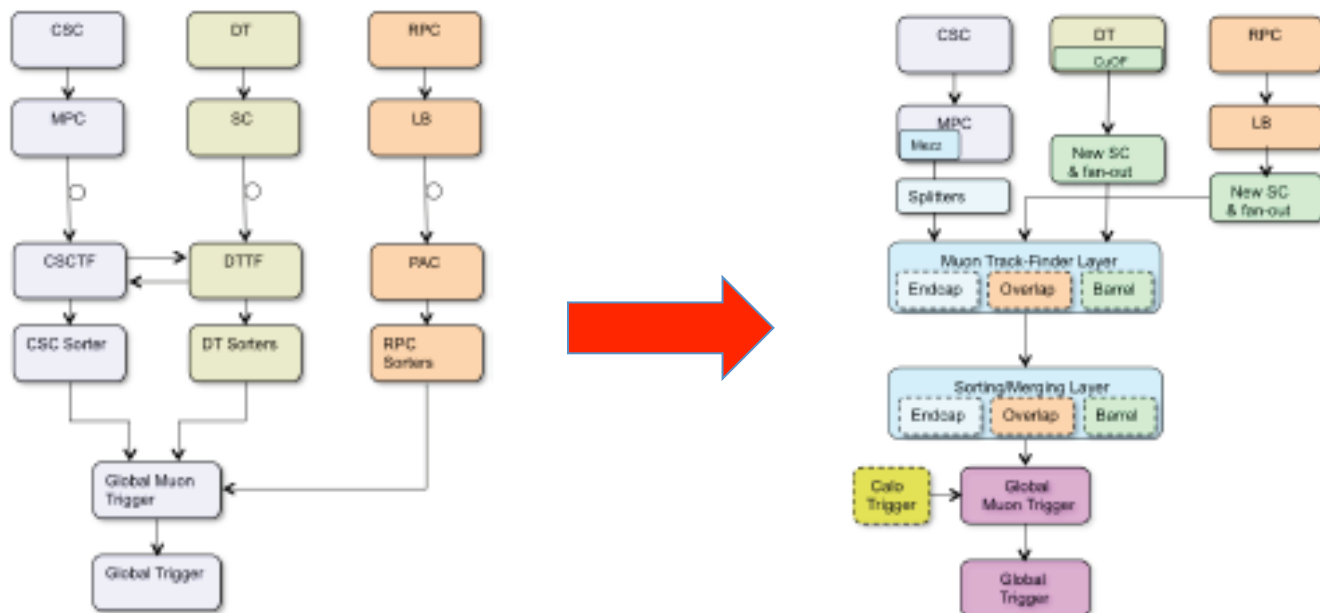 CSC
DT
RPC
MPC
SC
LB
CSCTF
DTTF
PAC
CSC Sorter
DT Sorters
RPC
Sorters
Global Muon
Trigger
Global Trigger
CSC
DT
CuOF
RPC
MPC
Mezz
New SC
& fan-out
LB
Splitters
New SC
& fan-out
Muon Track-Finder Layer
Endcap
Overlap
Barrel
Sorting/Merging Layer
Endcap
Overlap
Barrel
Calo
Trigger
Global
Muon Trigger
Global
Trigger